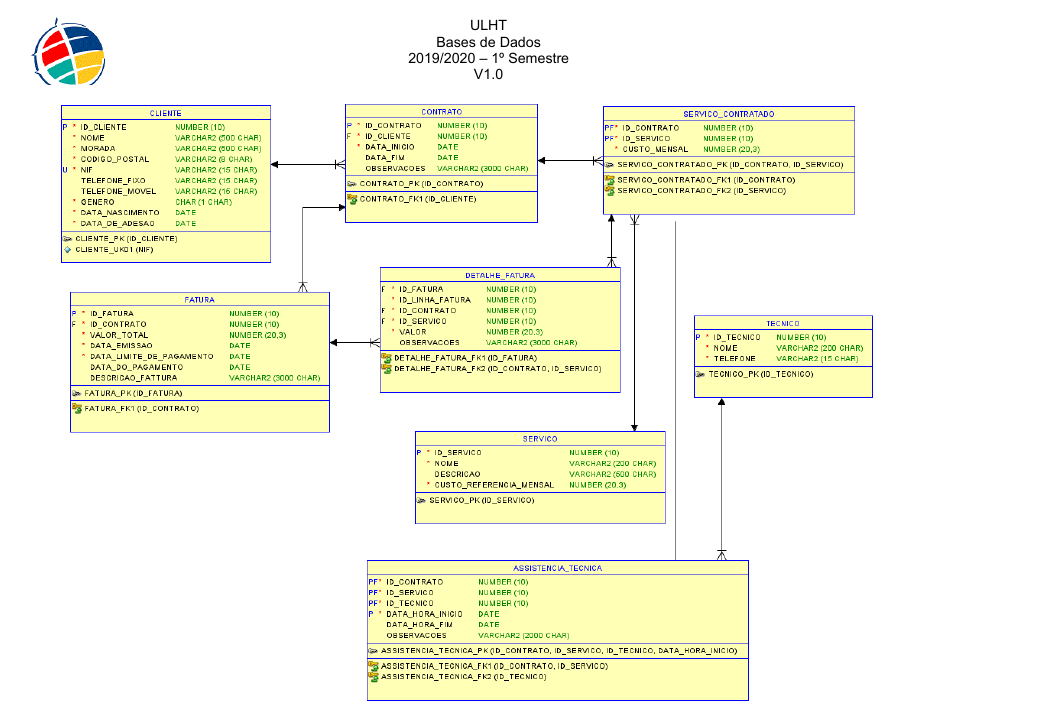 ULHT
Bases de Dados
2019/2020 – 1º Semestre
V1.0
CLIENTE
P * ID_CLIENTE NUMBER (10)
* NOME VARCHAR2 (500 CHAR)
* MORADA VARCHAR2 (500 CHAR)
* CODIGO_POSTAL VARCHAR2 (8 CHAR)
U * NIF VARCHAR2 (15 CHAR)
TELEFONE_FIXO VARCHAR2 (15 CHAR)
TELEFONE_MOVEL VARCHAR2 (15 CHAR)
* GENERO CHAR (1 CHAR)
* DATA_NASCIMENTO DATE
* DATA_DE_ADESAO DATE
CLIENTE_PK (ID_CLIENTE)
CLIENTE_UK01 (NIF)
CONTRATO
P * ID_CONTRATO NUMBER (10)
F * ID_CLIENTE NUMBER (10)
* DATA_INICIO DATE
DATA_FIM DATE
OBSERVACOES VARCHAR2 (3000 CHAR)
CONTRATO_PK (ID_CONTRATO)
CONTRATO_FK1 (ID_CLIENTE)
SERVICO_CONTRATADO
PF* ID_CONTRATO NUMBER (10)
PF* ID_SERVICO NUMBER (10)
* CUSTO_MENSAL NUMBER (20,3)
SERVICO_CONTRATADO_PK (ID_CONTRATO, ID_SERVICO)
SERVICO_CONTRATADO_FK1 (ID_CONTRATO)
SERVICO_CONTRATADO_FK2 (ID_SERVICO)
FATURA
P * ID_FATURA NUMBER (10)
F * ID_CONTRATO NUMBER (10)
* VALOR_TOTAL NUMBER (20,3)
* DATA_EMISSAO DATE
* DATA_LIMITE_DE_PAGAMENTO DATE
DATA_DO_PAGAMENTO DATE
DESCRICAO_FATTURA VARCHAR2 (3000 CHAR)
FATURA_PK (ID_FATURA)
FATURA_FK1 (ID_CONTRATO)
DETALHE_FATURA
F * ID_FATURA NUMBER (10)
* ID_LINHA_FATURA NUMBER (10)
F * ID_CONTRATO NUMBER (10)
F * ID_SERVICO NUMBER (10)
* VALOR NUMBER (20,3)
OBSERVACOES VARCHAR2 (3000 CHAR)
DETALHE_FATURA_FK1 (ID_FATURA)
DETALHE_FATURA_FK2 (ID_CONTRATO, ID_SERVICO)
TECNICO
P * ID_TECNICO NUMBER (10)
* NOME VARCHAR2 (200 CHAR)
* TELEFONE VARCHAR2 (15 CHAR)
TECNICO_PK (ID_TECNICO)
SERVICO
P * ID_SERVICO NUMBER (10)
* NOME VARCHAR2 (200 CHAR)
DESCRICAO VARCHAR2 (500 CHAR)
* CUSTO_REFERENCIA_MENSAL NUMBER (20,3)
SERVICO_PK (ID_SERVICO)
ASSISTENCIA_TECNICA
PF* ID_CONTRATO NUMBER (10)
PF* ID_SERVICO NUMBER (10)
PF* ID_TECNICO NUMBER (10)
P * DATA_HORA_INICIO DATE
DATA_HORA_FIM DATE
OBSERVACOES VARCHAR2 (2000 CHAR)
ASSISTENCIA_TECNICA_PK (ID_CONTRATO, ID_SERVICO, ID_TECNICO, DATA_HORA_INICIO)
ASSISTENCIA_TECNICA_FK1 (ID_CONTRATO, ID_SERVICO)
ASSISTENCIA_TECNICA_FK2 (ID_TECNICO)